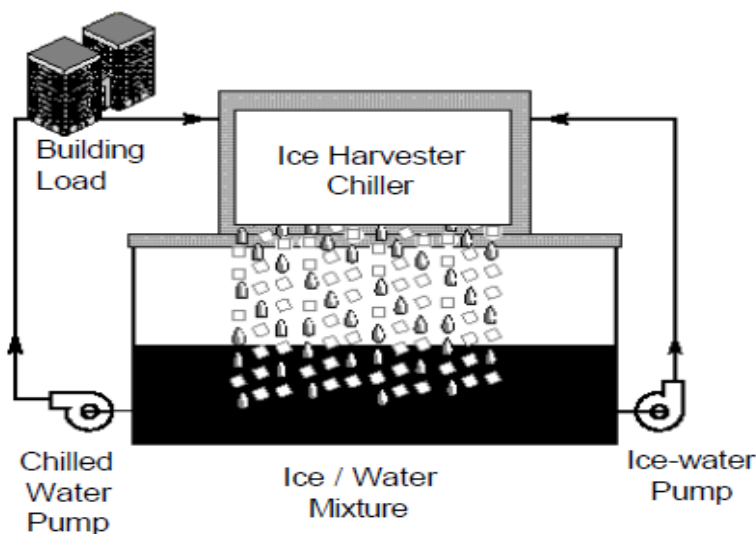 Building
Load
Ice Harvester
Chiller
Chilled
Water
Pump
Ice / Water
Mixture
Ice-water
Pump